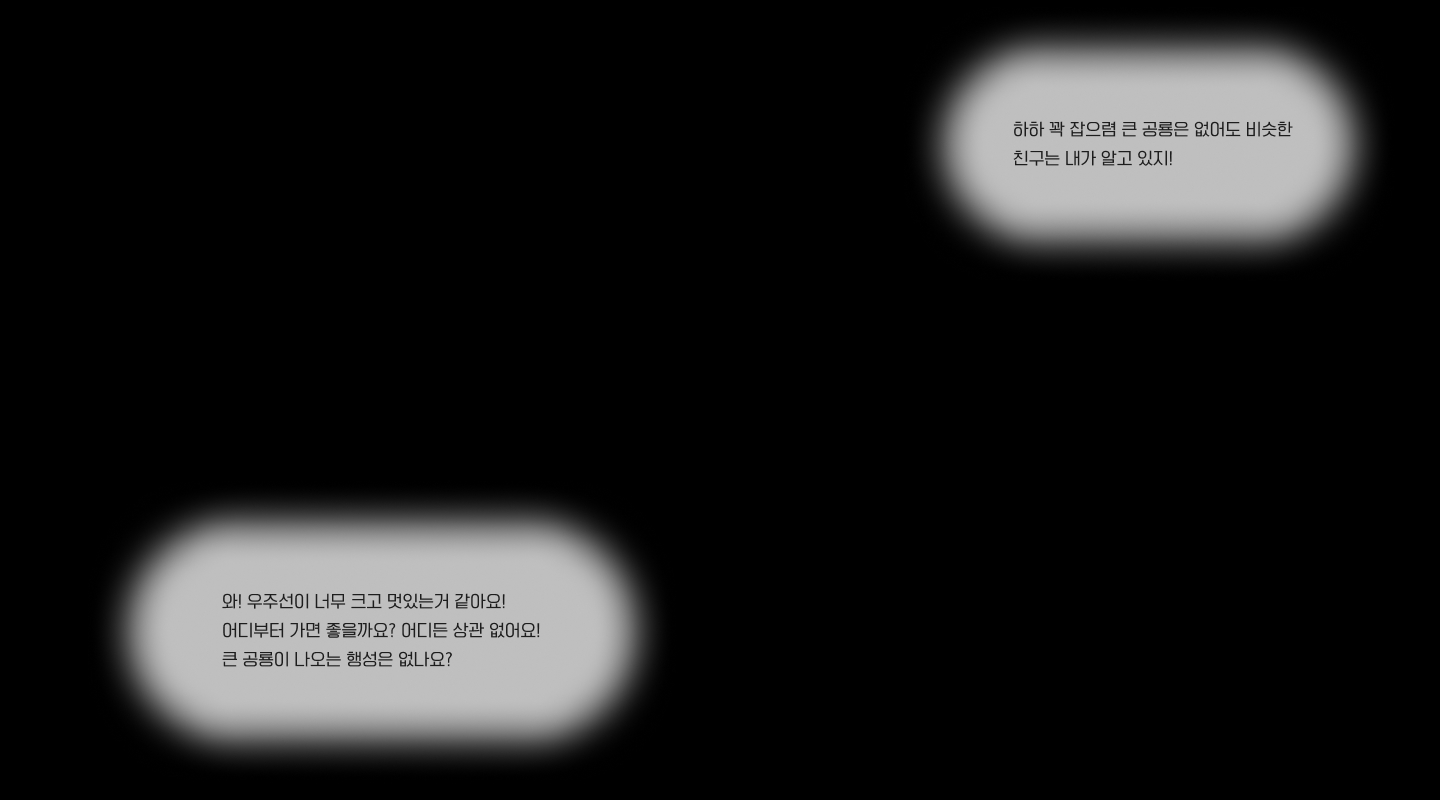 하하 꽉 잡으렴 큰 공룡은 없어도 비슷한
친구는 내가 알고 있지!
와! 우주선이 너무 크고 멋있는거 같아요!
어디부터 가면 좋을까요? 어디든 상관 없어요!
큰 공룡이 나오는 행성은 없나요?